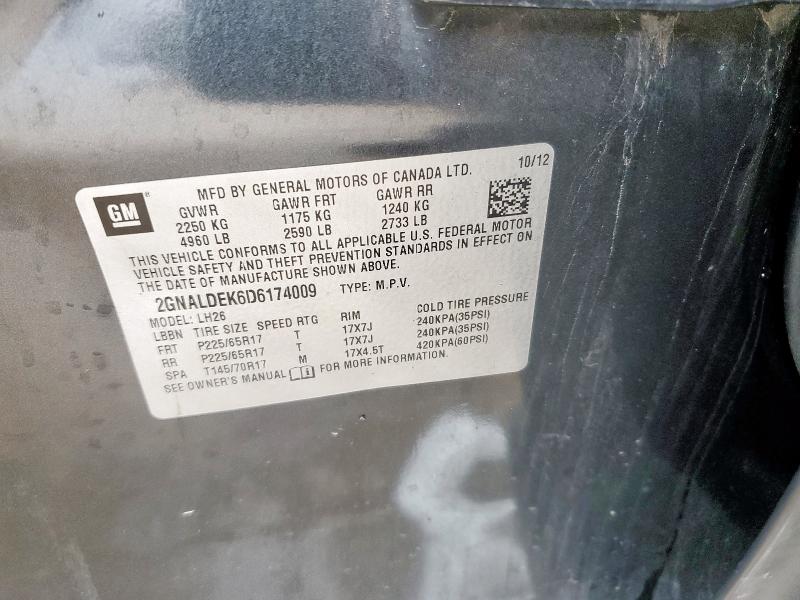 10/12
GM ® MFD BY GENERAL MOTORS OF CANADA LTD.
GVWR GAWR FRT GAWR RR
2250 KG 1175 KG 1240 KG
4960 LB 2590 LB 2733 LB
THIS VEHICLE CONFORMS TO ALL APPLICABLE U.S. FEDERAL MOTOR
VEHICLE SAFETY AND THEFT PREVENTION STANDARDS IN EFFECT ON
THE DATE OF MANUFACTURE SHOWN ABOVE.
2GNALDEK6D6174009 TYPE: M.P.V.
MODEL: LH26
LBBN TIRE SIZE SPEED RTG RIM COLD TIRE PRESSURE
FRT P225/65R17 T 17X7J 240KPA(35PSI)
RR P225/65R17 T 17X7J 240KPA(35PSI)
SPA T145/70R17 M 17X4.5T 420KPA(60PSI)
SEE OWNER'S MANUAL FOR MORE INFORMATION.